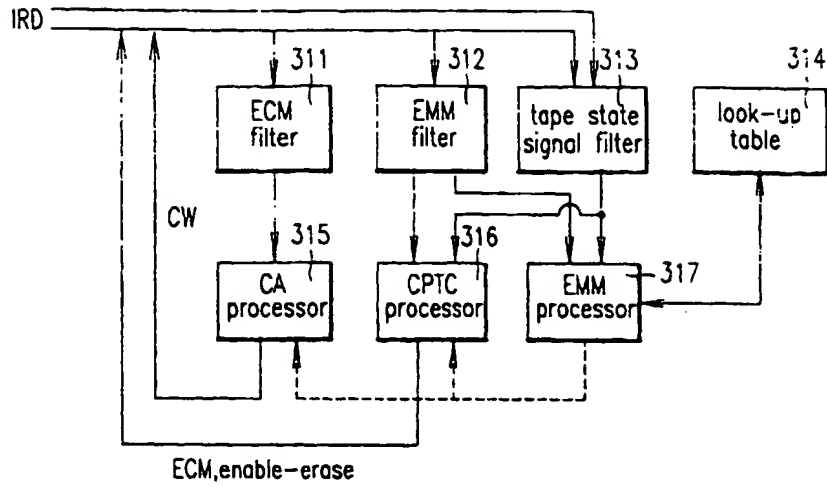 IRD
311
312
313
314
ECM
filter
EMM
filter
tape state
signal filter
look-up
table
CW
315
316
317
CA
processor
CPTC
processor
EMM
processor
ECM,enable-erase